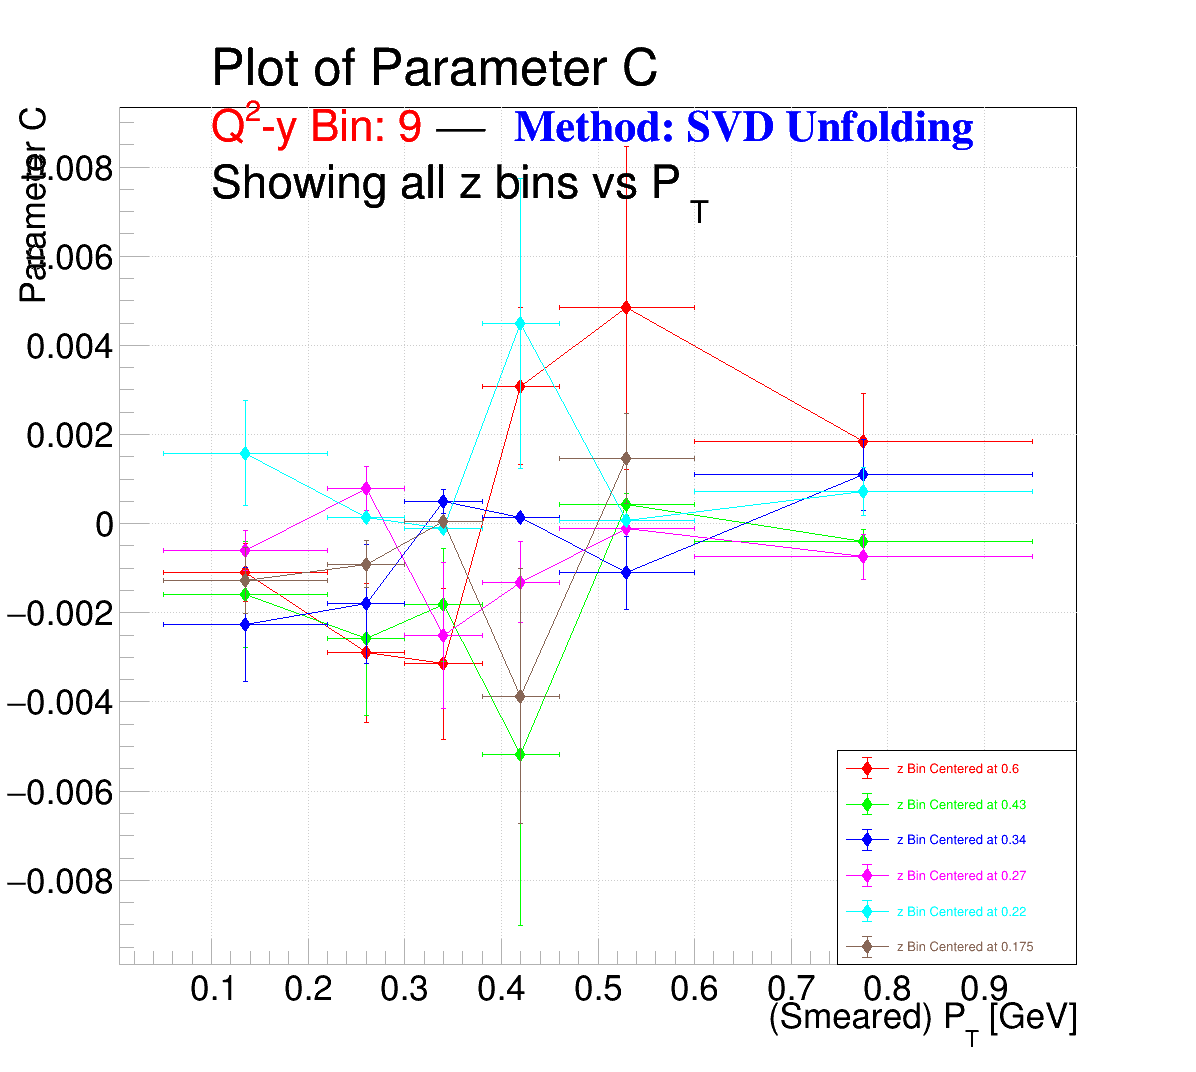 Plot of Parameter C
Q2-y Bin: 9 — Method: SVD Unfolding
Showing all z bins vs PT
Parameter C
0.008
0.006
0.004
0.002
0
−0.002
−0.004
−0.006
−0.008
z Bin Centered at 0.6
z Bin Centered at 0.43
z Bin Centered at 0.34
z Bin Centered at 0.27
z Bin Centered at 0.22
z Bin Centered at 0.175
0.1 0.2 0.3 0.4 0.5 0.6 0.7 0.8 0.9
(Smeared) PT [GeV]